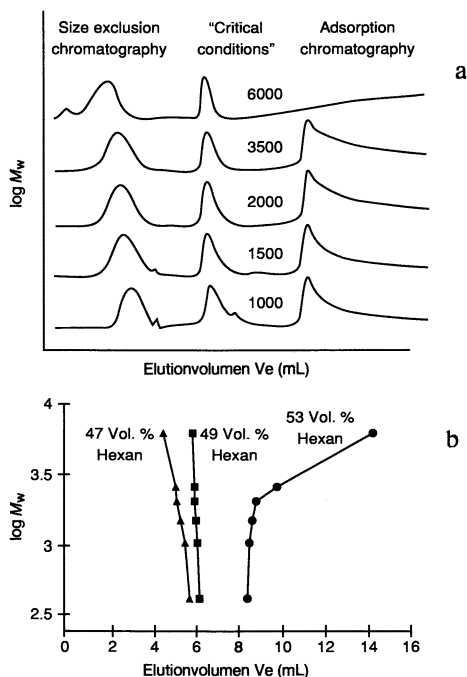 Size exclusion
chromatography
“Critical
conditions”
Adsorption
chromatography
a
6000
3500
2000
1500
1000
log Mw
Elutionvolumen Ve (mL)
b
4
3.5
3
2.5
47 Vol. %
Hexan
49 Vol. %
Hexan
53 Vol. %
Hexan
log Mw
0 2 4 6 8 10 12 14 16
Elutionvolumen Ve (mL)